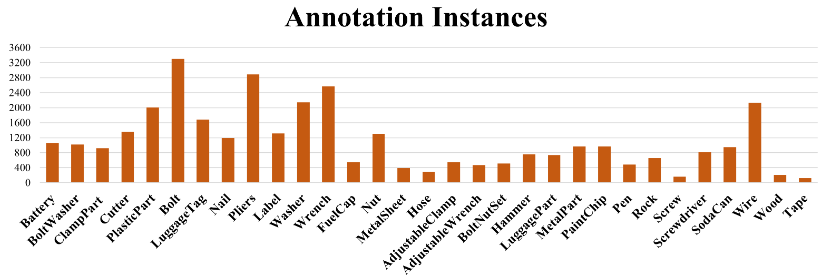 Annotation Instances
3600
3200
2800
2400
2000
1600
1200
800
400
0
Battery
BoltWasher
ClampPart
Cutter
PlasticPart
Bolt
LuggageTag
Nail
Pliers
Label
Washer
Wrench
FuelCap
Nut
MetalSheet
Hose
AdjustableClamp
AdjustableWrench
BoltNutSet
Hammer
LuggagePart
MetalPart
PaintChip
Pen
Rock
Screw
Screwdriver
SodaCan
Wire
Wood
Tape